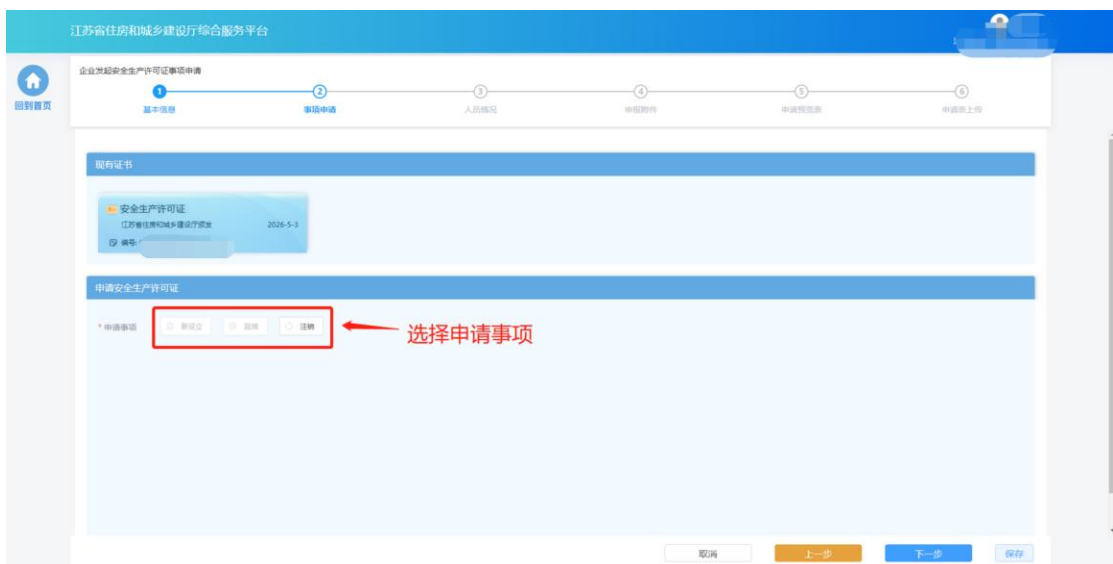 江苏省住房和城乡建设厅综合服务平台
回到首页
企业发起安全生产许可证事项申请
1 2 3 4 5 6
基本信息 事项申请 人员情况 申报附件 申请预览表 申请表上传
现有证书
安全生产许可证
江苏省住房和城乡建设厅颁发 2026-5-3
编号:
申请安全生产许可证
* 申请事项 新设立 延续 注销
选择申请事项
取消 上一步 下一步 保存